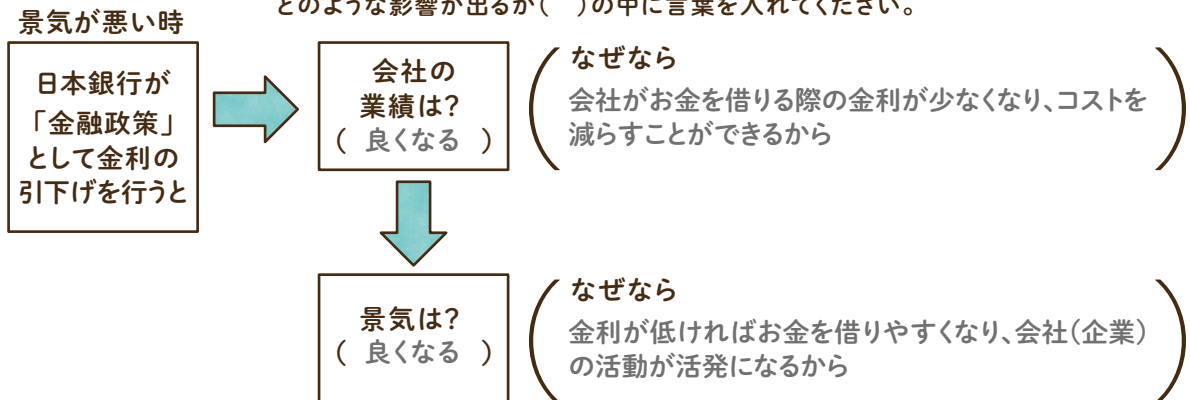 どのような影響が出るか( )の中に言葉を入れてください。
景気が悪い時
日本銀行が
「金融政策」
として金利の
引下げを行うと
会社の
業績は?
( 良くなる )
なぜなら
会社がお金を借りる際の金利が少なくなり、コストを
減らすことができるから
景気は?
( 良くなる )
なぜなら
金利が低ければお金を借りやすくなり、会社(企業)
の活動が活発になるから